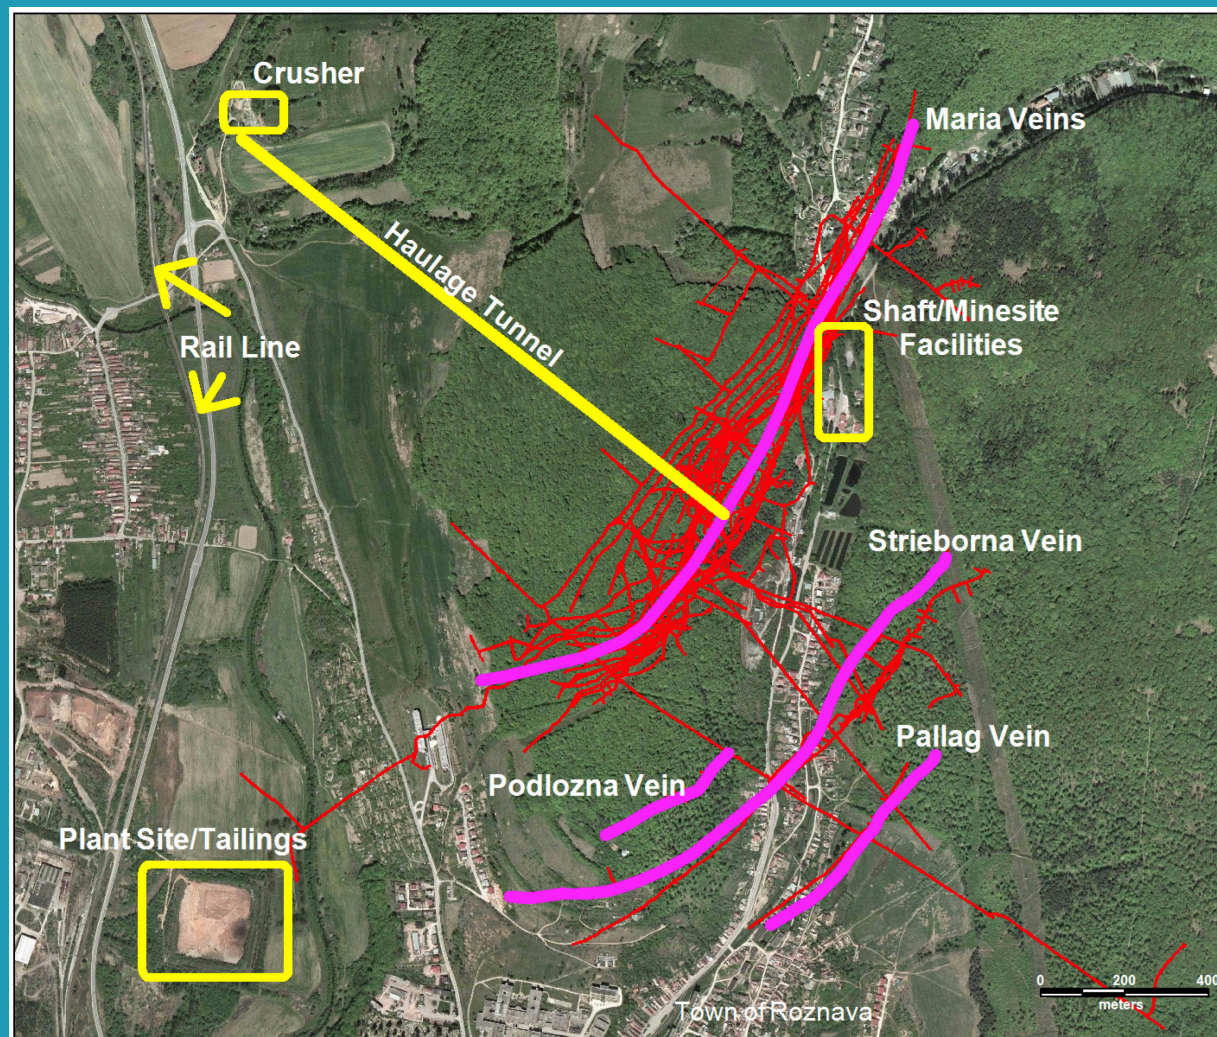 Crusher
Maria Veins
Haulage Tunnel
Shaft/Minesite
Facilities
Rail Line
Strieborna Vein
Pallag Vein
Podlozna Vein
Plant Site/Tailings
0 200 400
meters
Town of Roznava